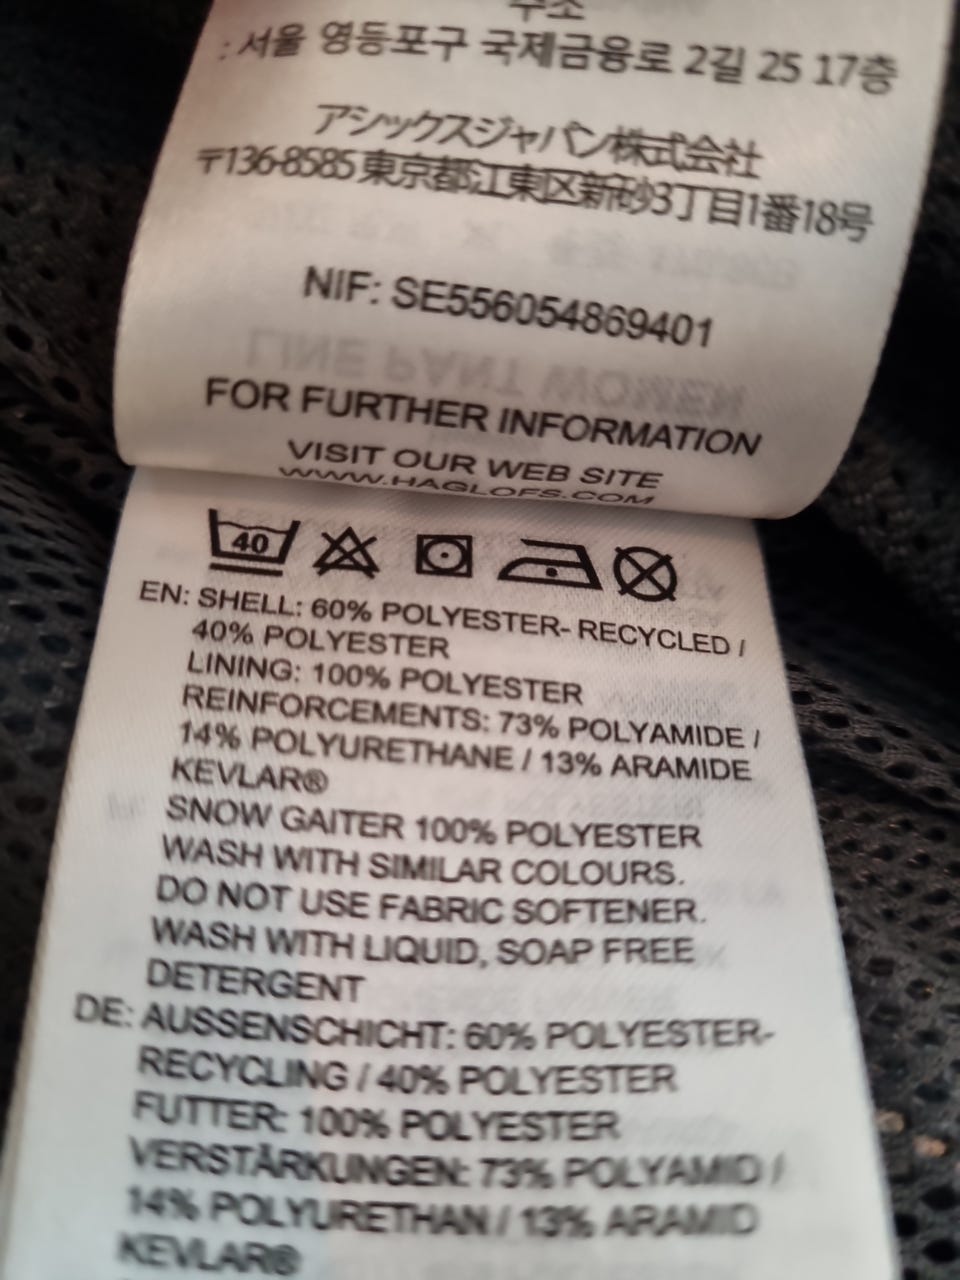 주소
: 서울 영등포구 국제금융로 2길 25 17층
アシックスジャパン株式会社
〒136-8585 東京都江東区新砂3丁目1番18号
NIF: SE556054869401
LINE PANT WOMEN
FOR FURTHER INFORMATION
VISIT OUR WEB SITE
WWW.HAGLOFS.COM
40
EN: SHELL: 60% POLYESTER- RECYCLED /
40% POLYESTER
LINING: 100% POLYESTER
REINFORCEMENTS: 73% POLYAMIDE /
14% POLYURETHANE / 13% ARAMIDE
KEVLAR®
SNOW GAITER 100% POLYESTER
WASH WITH SIMILAR COLOURS.
DO NOT USE FABRIC SOFTENER.
WASH WITH LIQUID, SOAP FREE
DETERGENT
DE: AUSSENSCHICHT: 60% POLYESTER-
RECYCLING / 40% POLYESTER
FUTTER: 100% POLYESTER
VERSTÄRKUNGEN: 73% POLYAMID /
14% POLYURETHAN / 13% ARAMID
KEVLAR®